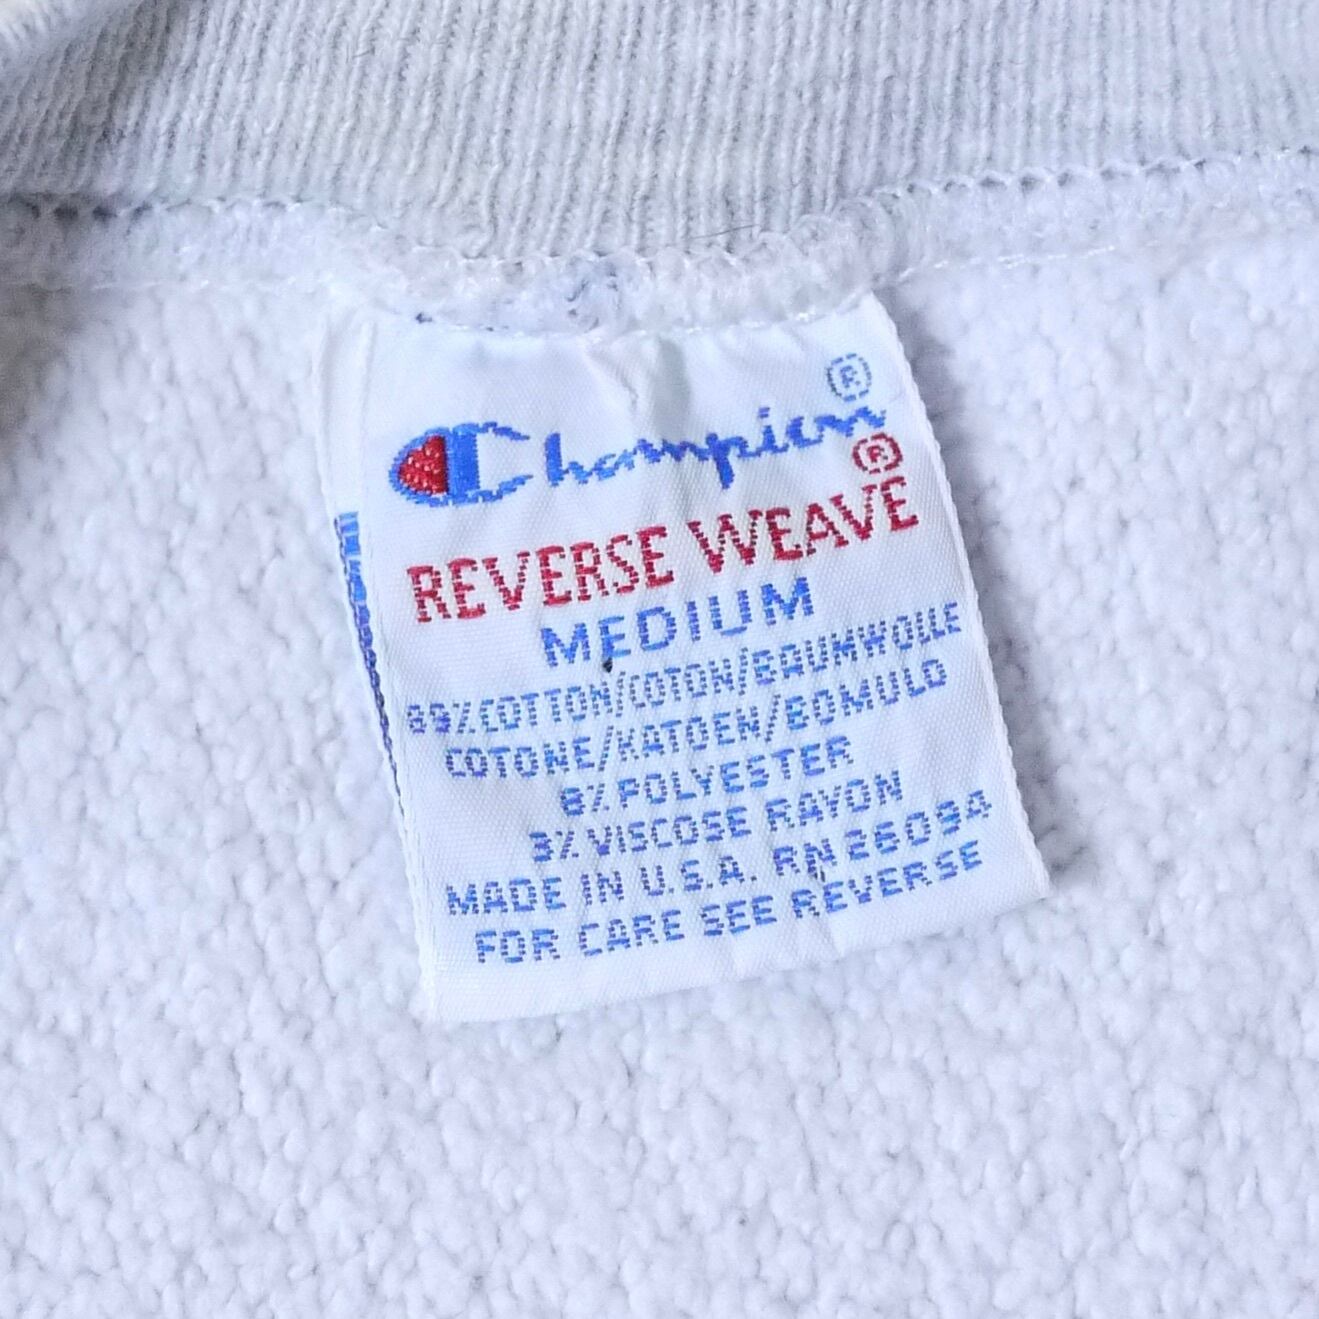 Champion®
REVERSE WEAVE®
MEDIUM
89%COTTON/COTON/BAUMWOLLE
COTONE/KATOEN/BOMULD
8%POLYESTER
3%VISCOSE RAYON
MADE IN U.S.A. RN26094
FOR CARE SEE REVERSE